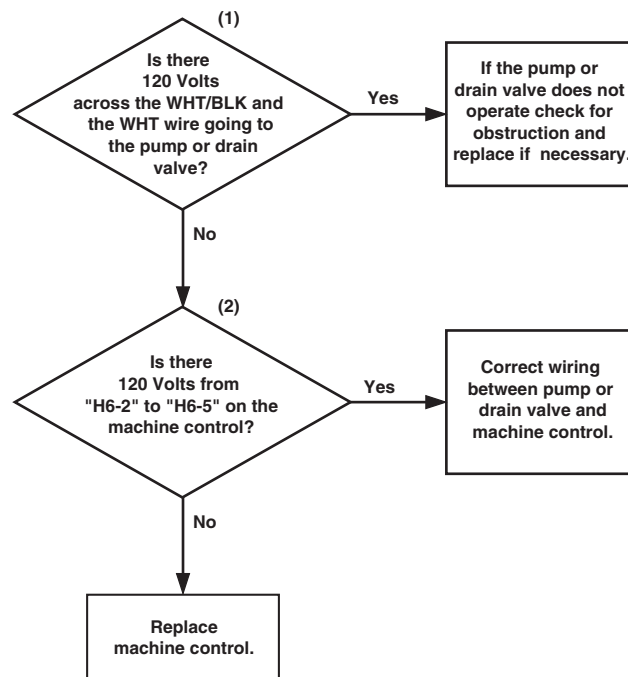 (1)
Is there
120 Volts
across the WHT/BLK and
the WHT wire going to
the pump or drain
valve?
Yes
If the pump or
drain valve does not
operate check for
obstruction and
replace if necessary.
No
(2)
Is there
120 Volts from
"H6-2" to "H6-5" on the
machine control?
Yes
Correct wiring
between pump or
drain valve and
machine control.
No
Replace
machine control.